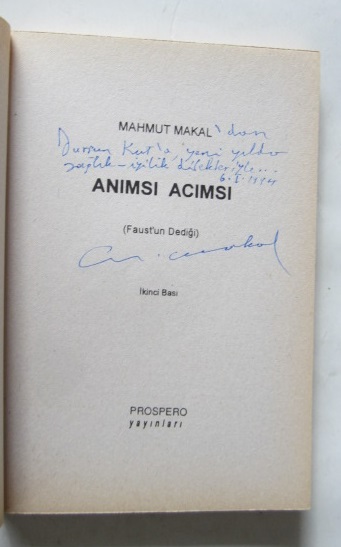 MAHMUT MAKAL'dan
Dursun Kut'a, yeni yılda
sağlık-iyilik dilekleriyle...
6.I.1994
ANIMSI ACIMSI
(Faust'un Dediği)
M. Makal
İkinci Bası
PROSPERO
yayınları